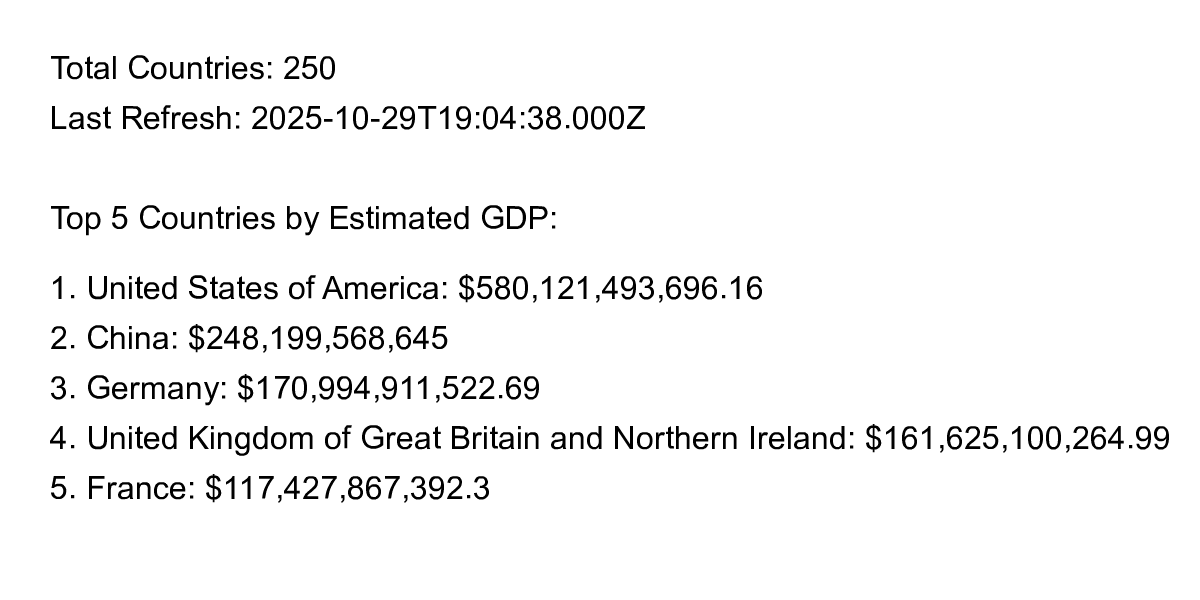 Total Countries: 250
Last Refresh: 2025-10-29T19:04:38.000Z
Top 5 Countries by Estimated GDP:
1. United States of America: $580,121,493,696.16
2. China: $248,199,568,645
3. Germany: $170,994,911,522.69
4. United Kingdom of Great Britain and Northern Ireland: $161,625,100,264.99
5. France: $117,427,867,392.3